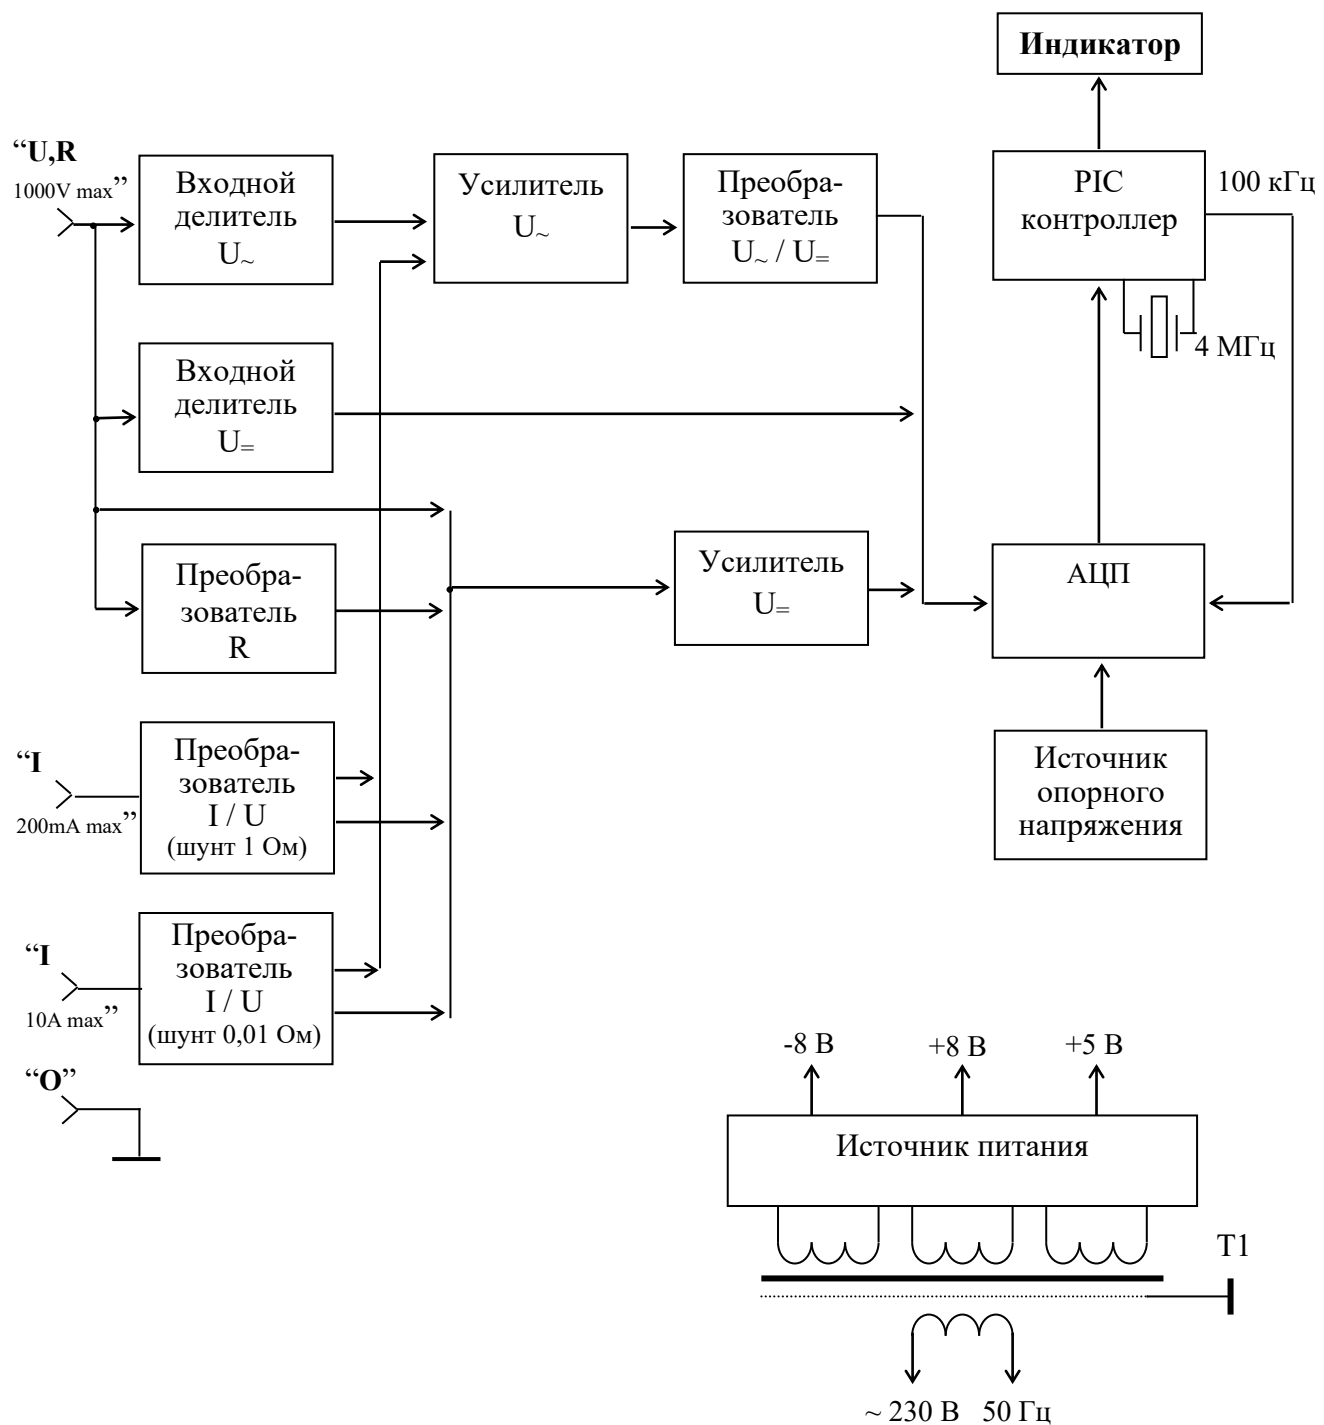 Индикатор
“U,R
1000V max”
Входной
делитель
U~
Усилитель
U~
Преобра-
зователь
U~ / U=
PIC
контроллер
100 кГц
4 МГц
Входной
делитель
U=
Преобра-
зователь
R
Усилитель
U=
АЦП
“I
200mA max”
Преобра-
зователь
I / U
(шунт 1 Ом)
Источник
опорного
напряжения
“I
10A max”
Преобра-
зователь
I / U
(шунт 0,01 Ом)
“О”
-8 В
+8 В
+5 В
Источник питания
Т1
~ 230 В 50 Гц